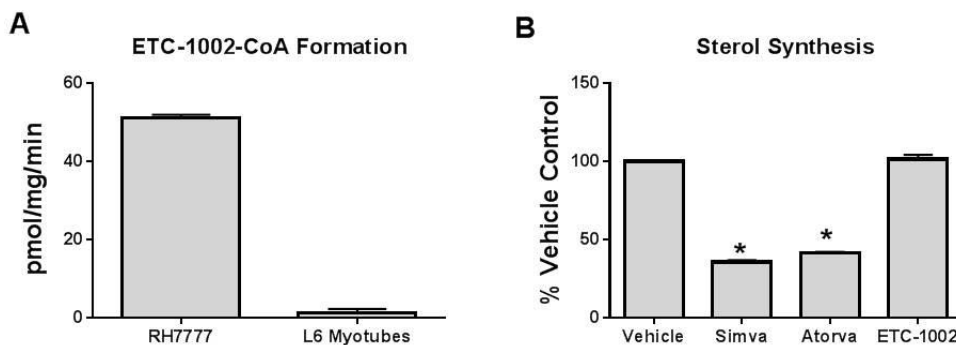 A
ETC-1002-CoA Formation
pmol/mg/min
60
40
20
0
RH7777
L6 Myotubes
B
Sterol Synthesis
% Vehicle Control
150
100
50
0
*
*
Vehicle
Simva
Atorva
ETC-1002